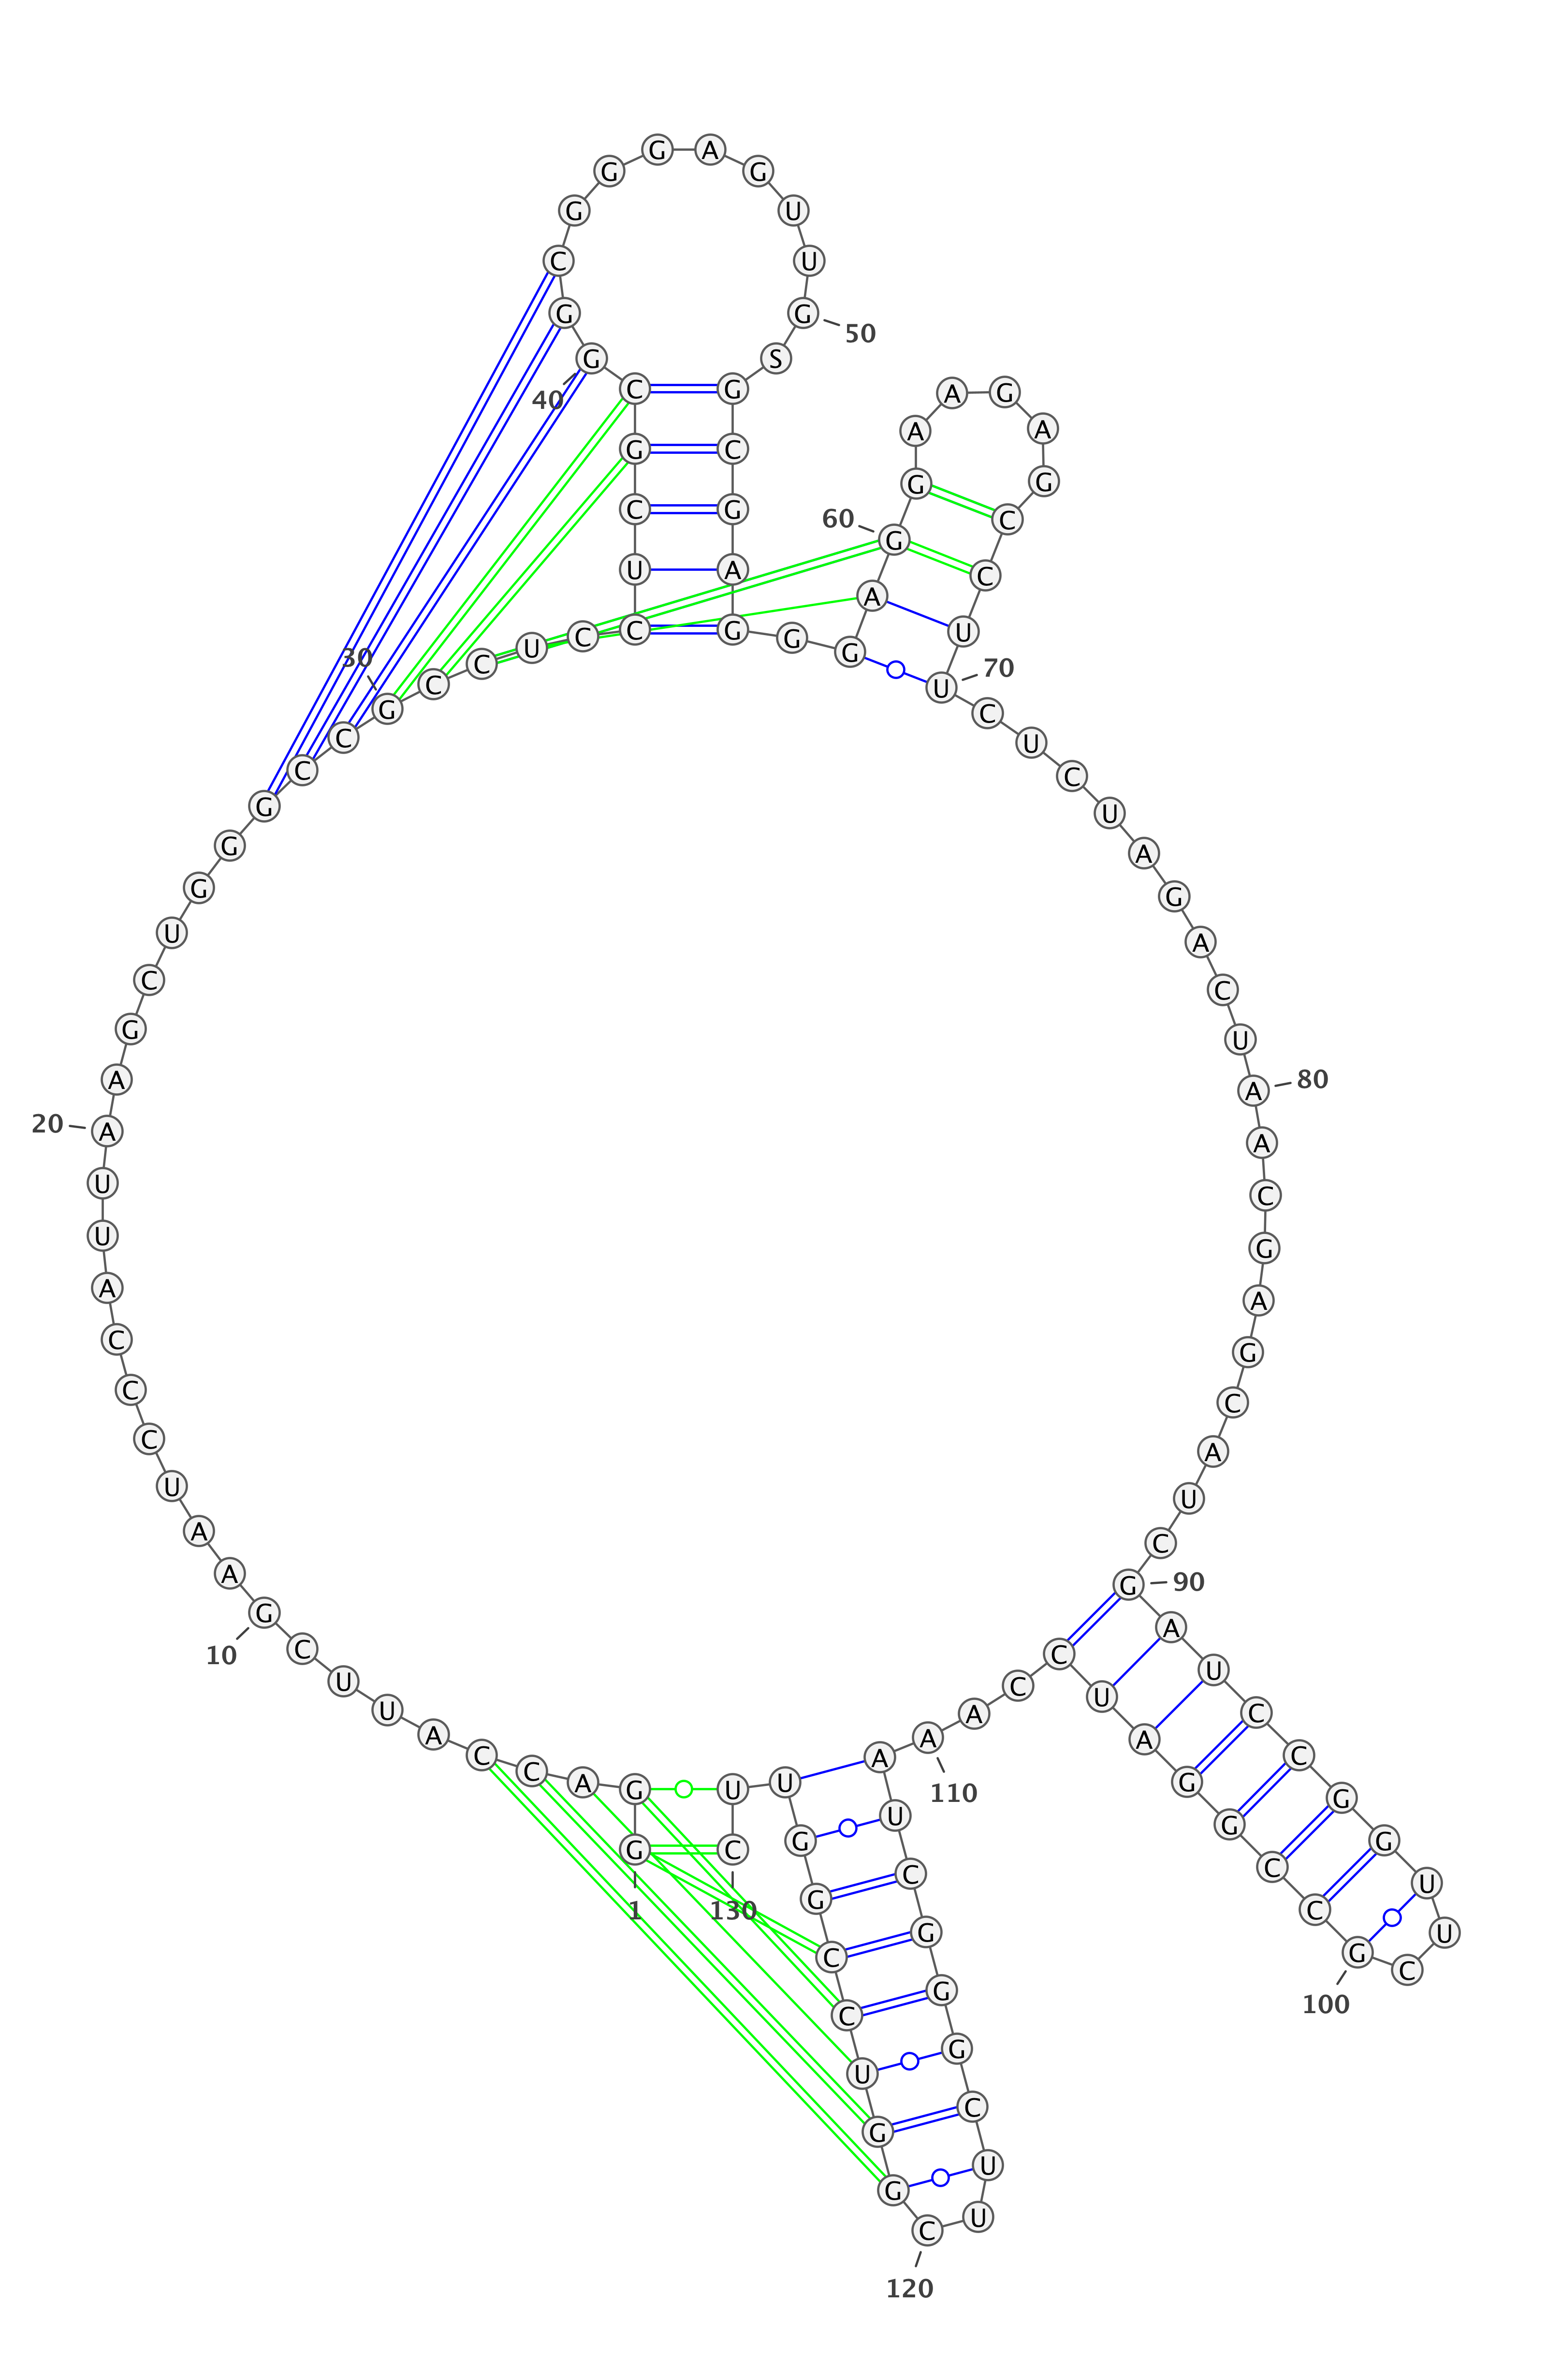 G
1
G A C C A U U C G
10
A A U C C C A U U A
20
A G C U G G G C C G
30
C C U C C U C G C G
40
G C G G G A G U U G
50
S G C G A G G G A G
60
G A A G A G C C U U
70
C U C U A G A C U A
80
A C G A G C A U C G
90
A U C C G G U U C G
100
C C G G A U C C A A
110
A U C G G G C U U C
120
G G U C C G G U U C
130